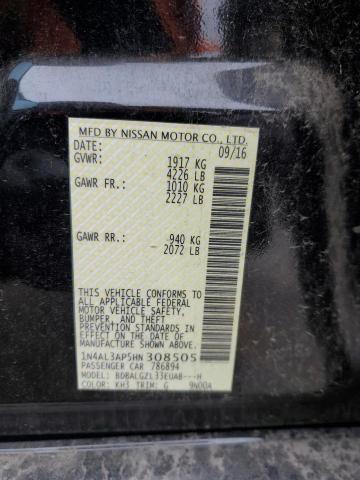 MFD BY NISSAN MOTOR CO., LTD.
DATE: 09/16
GVWR: 1917 KG
4226 LB
GAWR FR.: 1010 KG
2227 LB
GAWR RR.: 940 KG
2072 LB
THIS VEHICLE CONFORMS TO
ALL APPLICABLE U.S. FEDERAL
MOTOR VEHICLE SAFETY,
BUMPER, AND THEFT PREVENTION
STANDARDS IN EFFECT ON THE
DATE OF MANUFACTURE
SHOWN ABOVE.
1N4AL3AP5HN308505
PASSENGER CAR 786894
MODEL: BDBALGZL33EUAB---H
COLOR: KH3 TRIM: G 9N00A